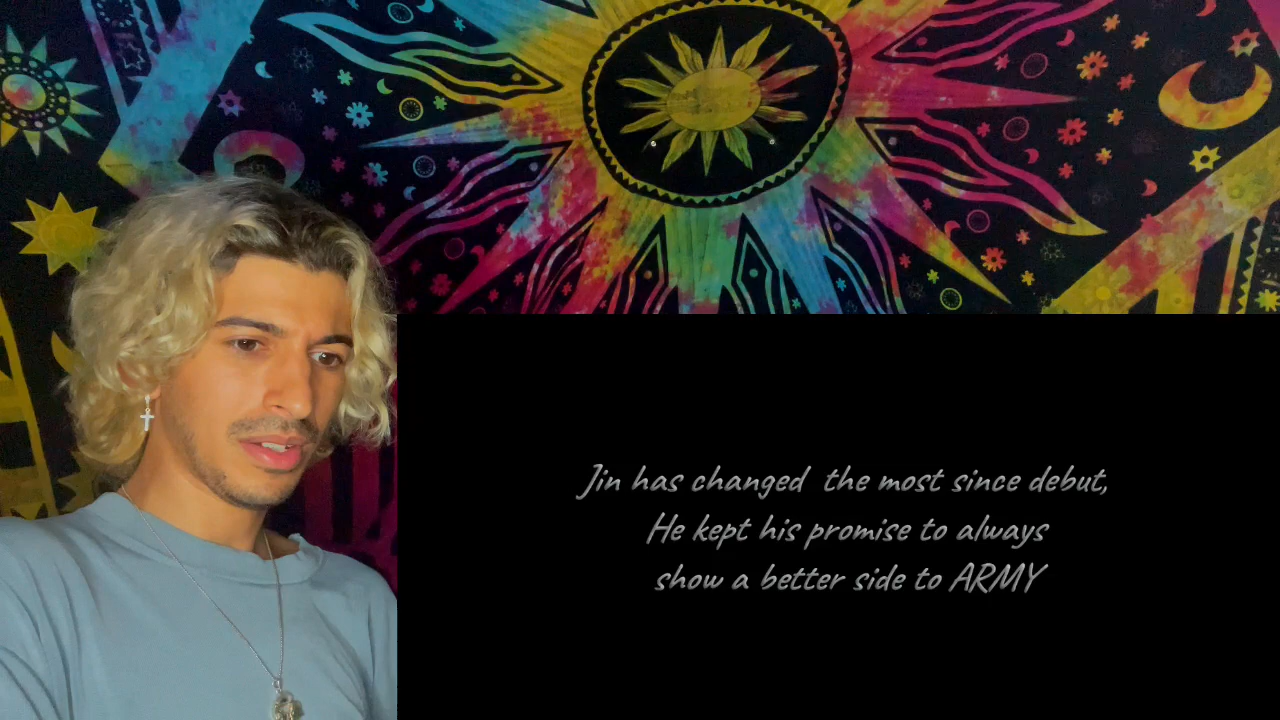 Jin has changed the most since debut,
He kept his promise to always
show a better side to ARMY